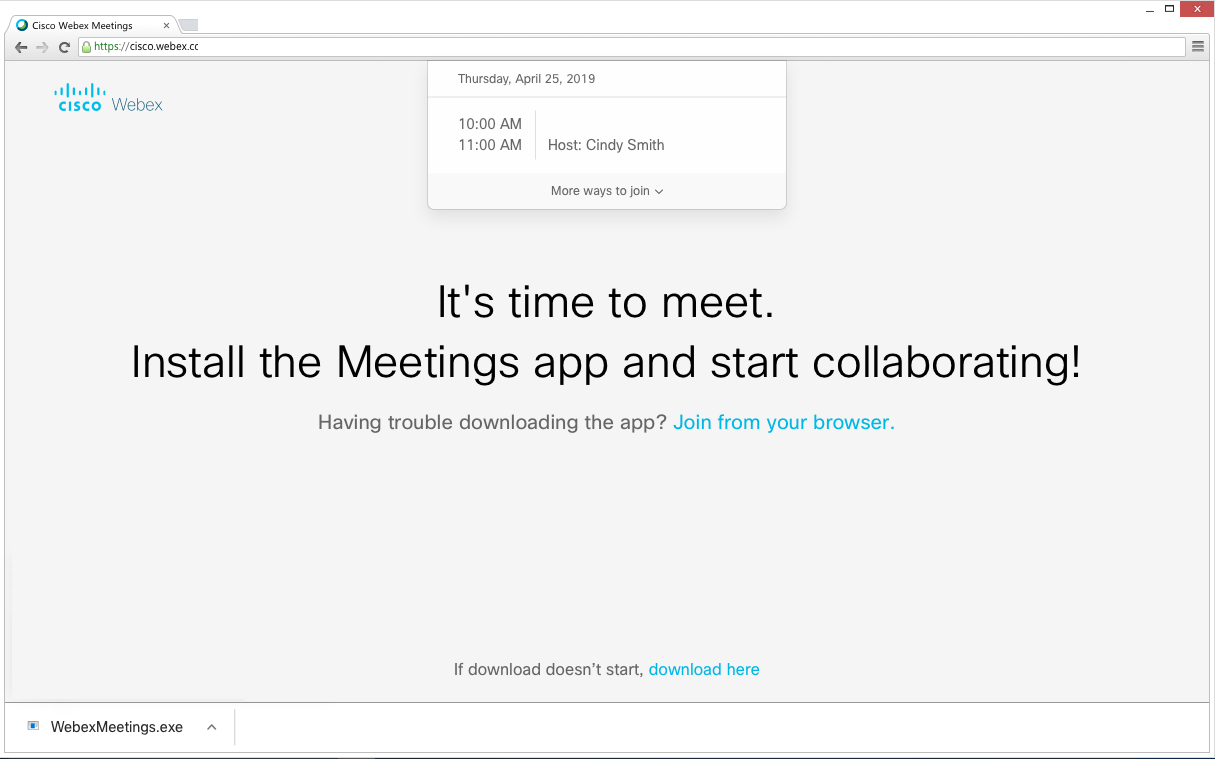 Cisco Webex Meetings
https://cisco.webex.cc
cisco Webex
Thursday, April 25, 2019
10:00 AM
11:00 AM Host: Cindy Smith
More ways to join
It's time to meet.
Install the Meetings app and start collaborating!
Having trouble downloading the app? Join from your browser.
If download doesn’t start, download here
WebexMeetings.exe